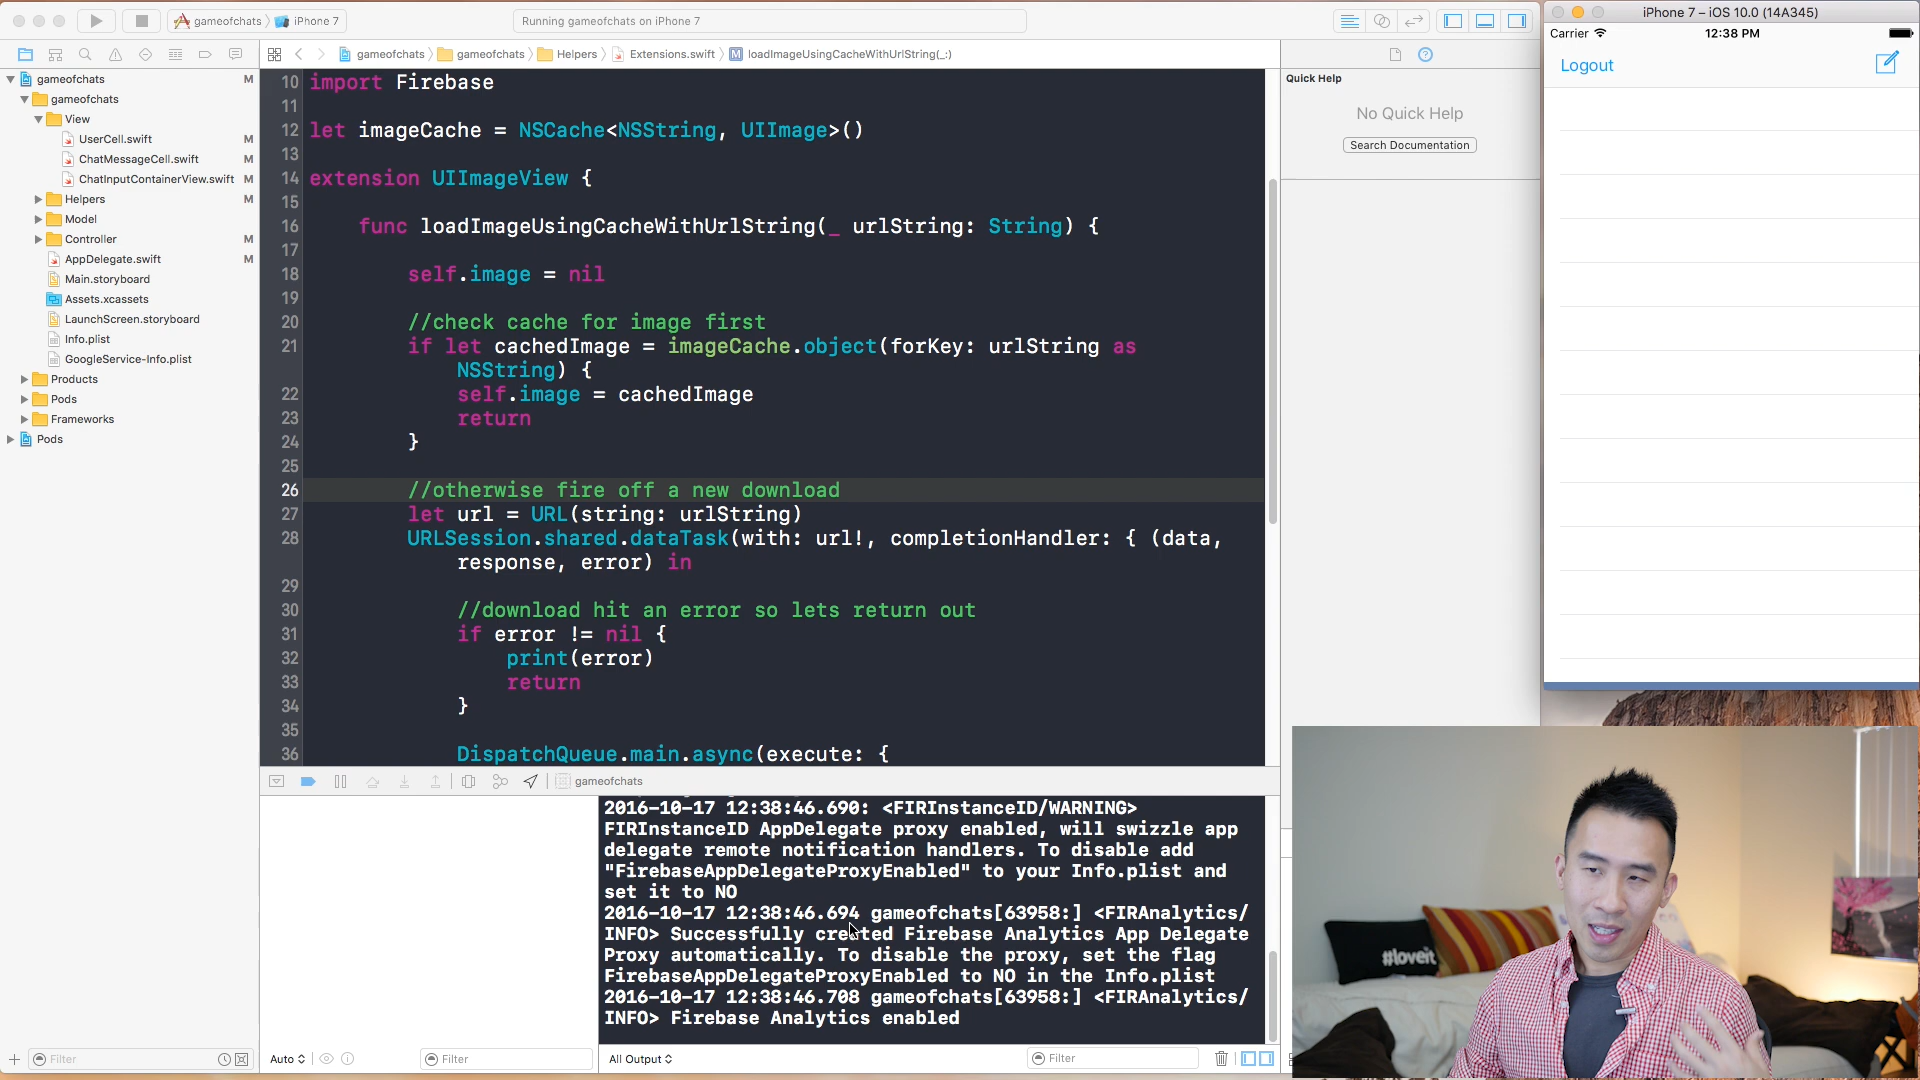 gameofchats
iPhone 7
Running gameofchats on iPhone 7
gameofchats
gameofchats
Helpers
Extensions.swift
M
loadImageUsingCacheWithUrlString(_:)
gameofchats M
gameofchats
View
UserCell.swift M
ChatMessageCell.swift M
ChatInputContainerView.swift M
Helpers M
Model
Controller M
AppDelegate.swift M
Main.storyboard
Assets.xcassets
LaunchScreen.storyboard
Info.plist
GoogleService-Info.plist
Products
Pods
Frameworks
Pods
Filter
10 import Firebase
11
12 let imageCache = NSCache<NSString, UIImage>()
13
14 extension UIImageView {
15
16 func loadImageUsingCacheWithUrlString(_ urlString: String) {
17
18 self.image = nil
19
20 //check cache for image first
21 if let cachedImage = imageCache.object(forKey: urlString as
NSString) {
22 self.image = cachedImage
23 return
24 }
25
26 //otherwise fire off a new download
27 let url = URL(string: urlString)
28 URLSession.shared.dataTask(with: url!, completionHandler: { (data,
response, error) in
29
30 //download hit an error so lets return out
31 if error != nil {
32 print(error)
33 return
34 }
35
36 DispatchQueue.main.async(execute: {
gameofchats
2016-10-17 12:38:46.690: <FIRInstanceID/WARNING>
FIRInstanceID AppDelegate proxy enabled, will swizzle app
delegate remote notification handlers. To disable add
"FirebaseAppDelegateProxyEnabled" to your Info.plist and
set it to NO
2016-10-17 12:38:46.694 gameofchats[63958:] <FIRAnalytics/
INFO> Successfully created Firebase Analytics App Delegate
Proxy automatically. To disable the proxy, set the flag
FirebaseAppDelegateProxyEnabled to NO in the Info.plist
2016-10-17 12:38:46.708 gameofchats[63958:] <FIRAnalytics/
INFO> Firebase Analytics enabled
Auto
Filter
All Output
Filter
Quick Help
No Quick Help
Search Documentation
iPhone 7 – iOS 10.0 (14A345)
Carrier
12:38 PM
Logout
#loveit